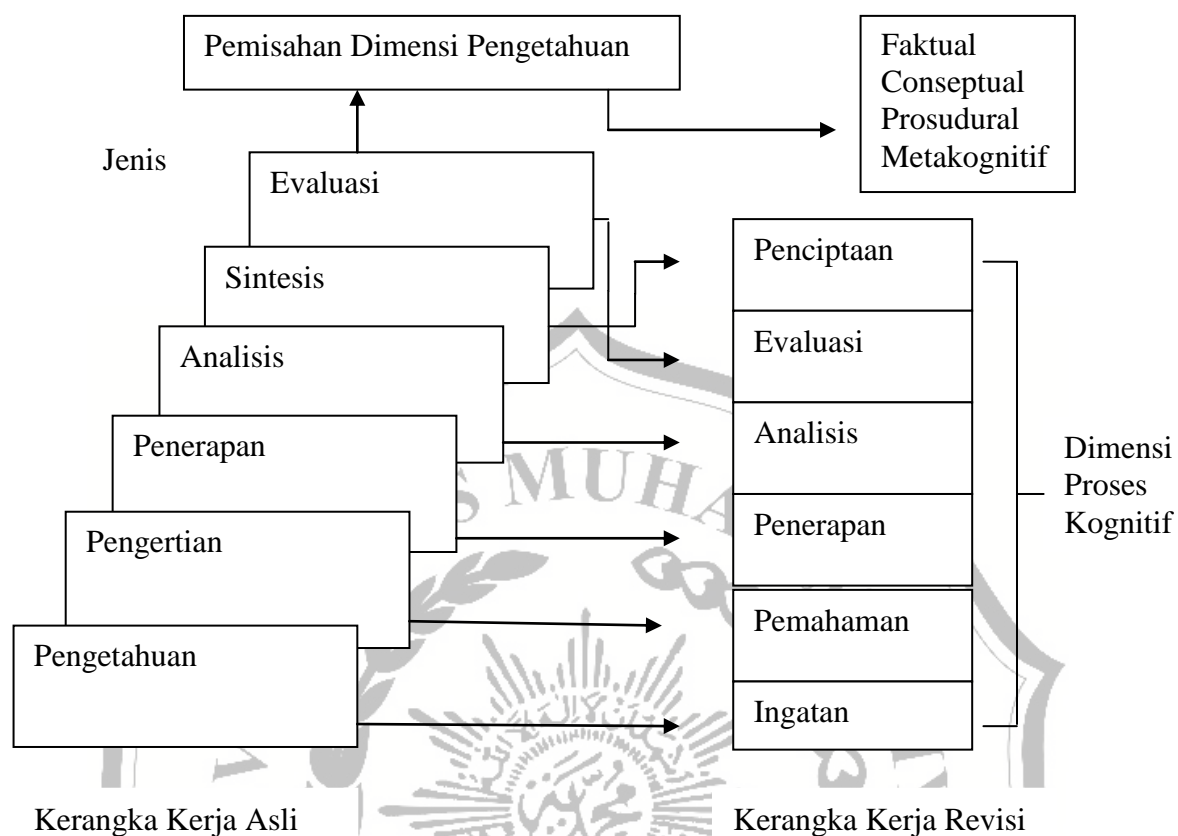 Pemisahan Dimensi Pengetahuan
Faktual
Conseptual
Prosudural
Metakognitif
Jenis
Evaluasi
Sintesis
Analisis
Penerapan
Pengertian
Pengetahuan
Penciptaan
Evaluasi
Analisis
Penerapan
Pemahaman
Ingatan
Dimensi
Proses
Kognitif
S MUHA
Kerangka Kerja Asli
Kerangka Kerja Revisi